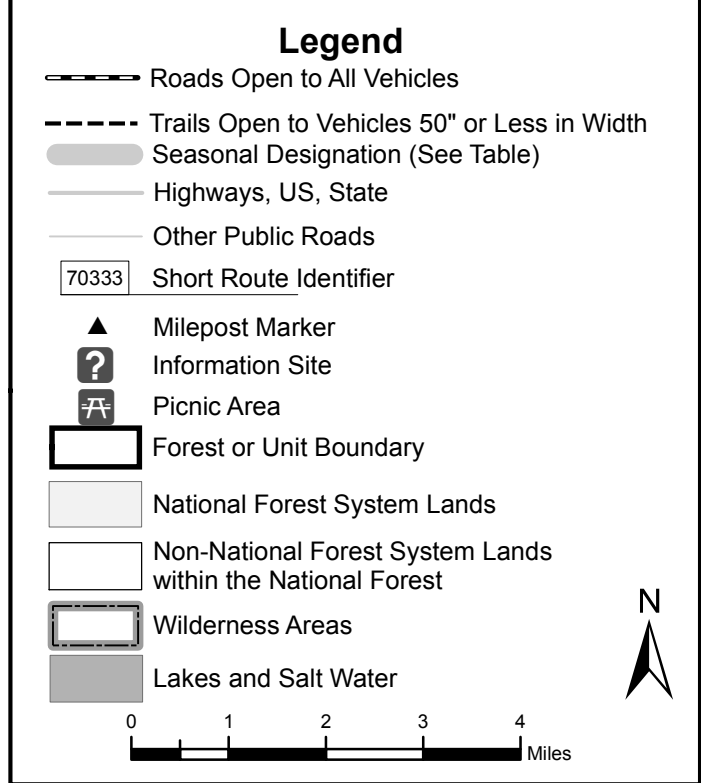 Legend
Roads Open to All Vehicles
Trails Open to Vehicles 50" or Less in Width
Seasonal Designation (See Table)
Highways, US, State
Other Public Roads
70333 Short Route Identifier
Milepost Marker
? Information Site
Picnic Area
Forest or Unit Boundary
National Forest System Lands
Non-National Forest System Lands
within the National Forest
N
Wilderness Areas
Lakes and Salt Water
0 1 2 3 4
Miles